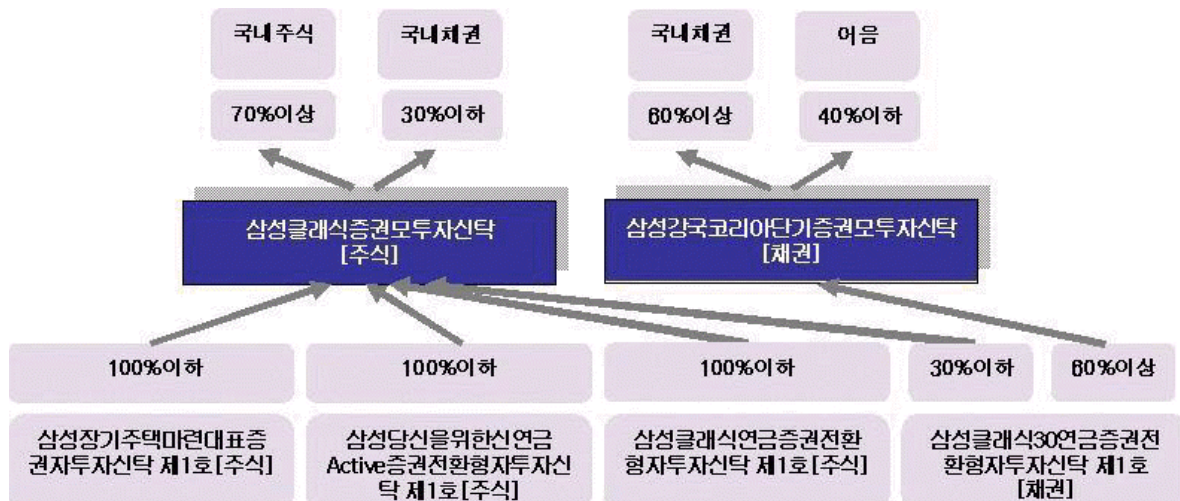 국내주식
국내채권
국내채권
어음
70%이상
30%이하
60%이상
40%이하
삼성클래식증권모투자신탁
[주식]
삼성강국코리아단기증권모투자신탁
[채권]
100%이하
100%이하
100%이하
30%이하
60%이상
삼성장기주택마련대표증
권자투자신탁 제1호[주식]
삼성당신을위한신연금
Active증권전환형자투자신
탁 제1호[주식]
삼성클래식연금증권전환
형자투자신탁 제1호[주식]
삼성클래식30연금증권전
환형자투자신탁 제1호
[채권]